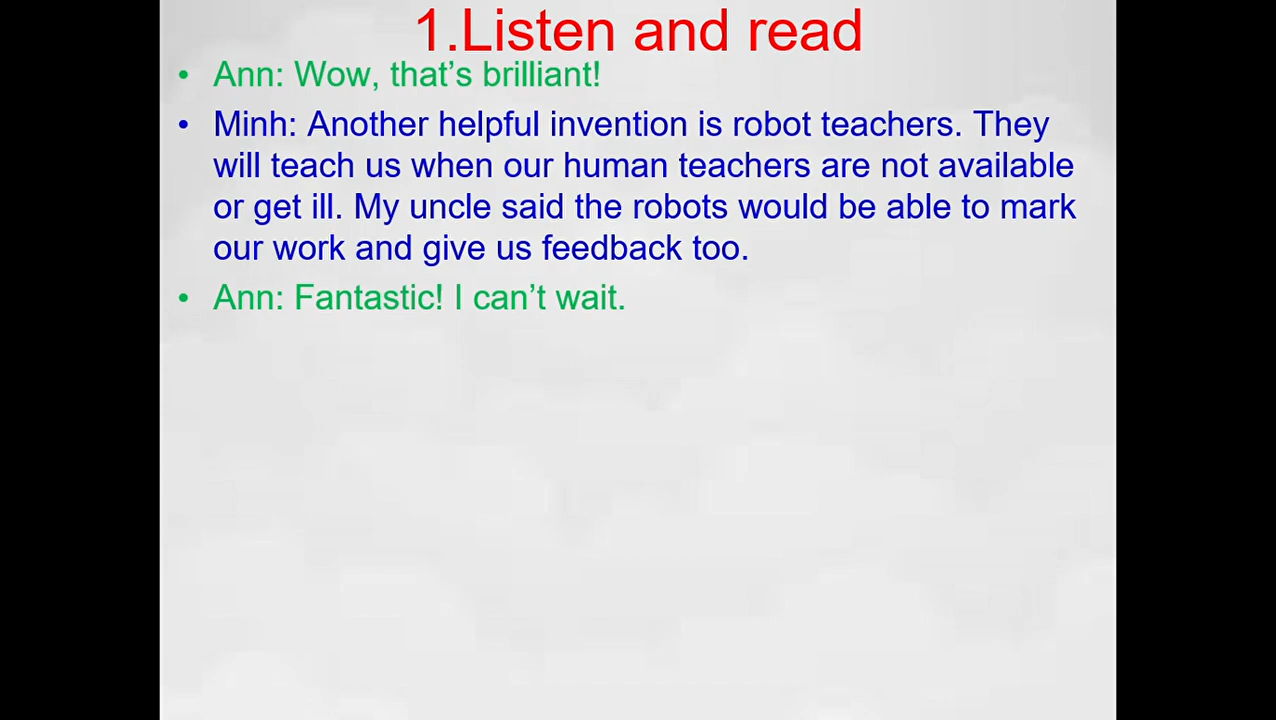 1.Listen and read
• Ann: Wow, that’s brilliant!
• Minh: Another helpful invention is robot teachers. They
will teach us when our human teachers are not available
or get ill. My uncle said the robots would be able to mark
our work and give us feedback too.
• Ann: Fantastic! I can’t wait.